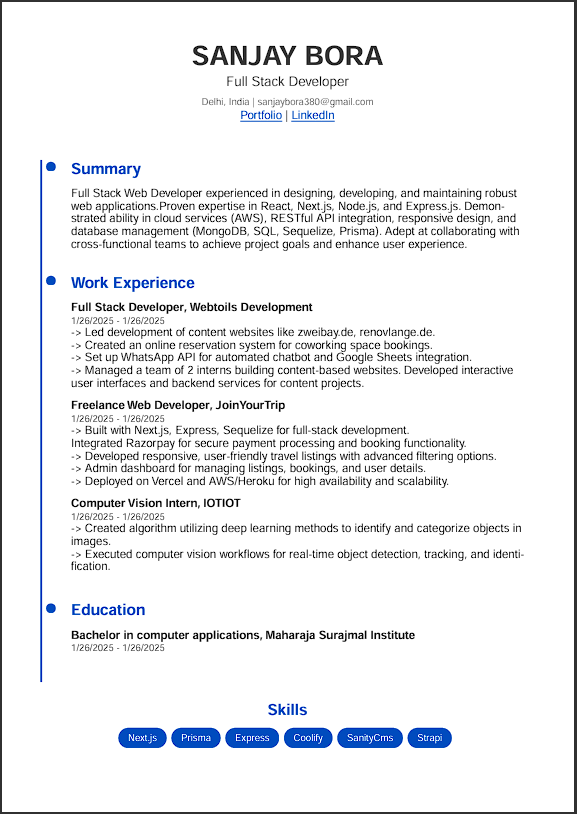 SANJAY BORA
Full Stack Developer
Delhi, India | sanjaybora380@gmail.com
Portfolio | LinkedIn
Summary
Full Stack Web Developer experienced in designing, developing, and maintaining robust
web applications.Proven expertise in React, Next.js, Node.js, and Express.js. Demon-
strated ability in cloud services (AWS), RESTful API integration, responsive design, and
database management (MongoDB, SQL, Sequelize, Prisma). Adept at collaborating with
cross-functional teams to achieve project goals and enhance user experience.
Work Experience
Full Stack Developer, Webtoils Development
1/26/2025 - 1/26/2025
-> Led development of content websites like zweibay.de, renovlange.de.
-> Created an online reservation system for coworking space bookings.
-> Set up WhatsApp API for automated chatbot and Google Sheets integration.
-> Managed a team of 2 interns building content-based websites. Developed interactive
user interfaces and backend services for content projects.
Freelance Web Developer, JoinYourTrip
1/26/2025 - 1/26/2025
-> Built with Next.js, Express, Sequelize for full-stack development.
Integrated Razorpay for secure payment processing and booking functionality.
-> Developed responsive, user-friendly travel listings with advanced filtering options.
-> Admin dashboard for managing listings, bookings, and user details.
-> Deployed on Vercel and AWS/Heroku for high availability and scalability.
Computer Vision Intern, IOTIOT
1/26/2025 - 1/26/2025
-> Created algorithm utilizing deep learning methods to identify and categorize objects in
images.
-> Executed computer vision workflows for real-time object detection, tracking, and identi-
fication.
Education
Bachelor in computer applications, Maharaja Surajmal Institute
1/26/2025 - 1/26/2025
Skills
Next.js Prisma Express Coolify SanityCms Strapi